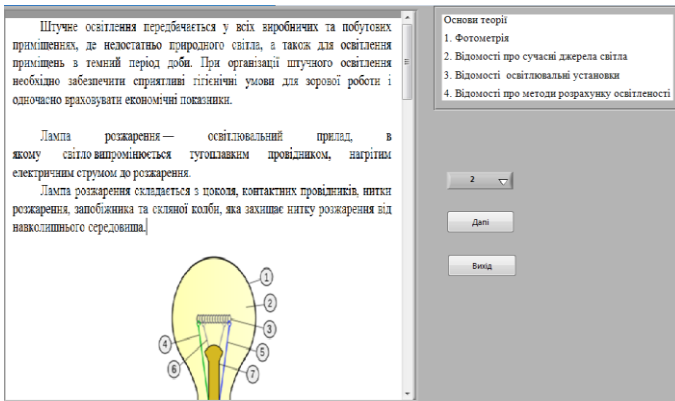 Штучне освітлення передбачається у всіх виробничих та побутових
приміщеннях, де недостатньо природного світла, а також для освітлення
приміщень в темний період доби. При організації штучного освітлення
необхідно забезпечити сприятливі гігієнічні умови для зорової роботи і
одночасно враховувати економічні показники.
Лампа розжарення — освітлювальний прилад, в
якому світло випромінюється тугоплавким провідником, нагрітим
електричним струмом до розжарення.
Лампа розжарення складається з цоколя, контактних провідників, нитки
розжарення, запобіжника та скляної колби, яка захищає нитку розжарення від
навколишнього середовища.
1
2
3
4
5
6
7
Основи теорії
1. Фотометрія
2. Відомості про сучасні джерела світла
3. Відомості освітлювальні установки
4. Відомості про методи розрахунку освітленості
2
Далі
Вихід